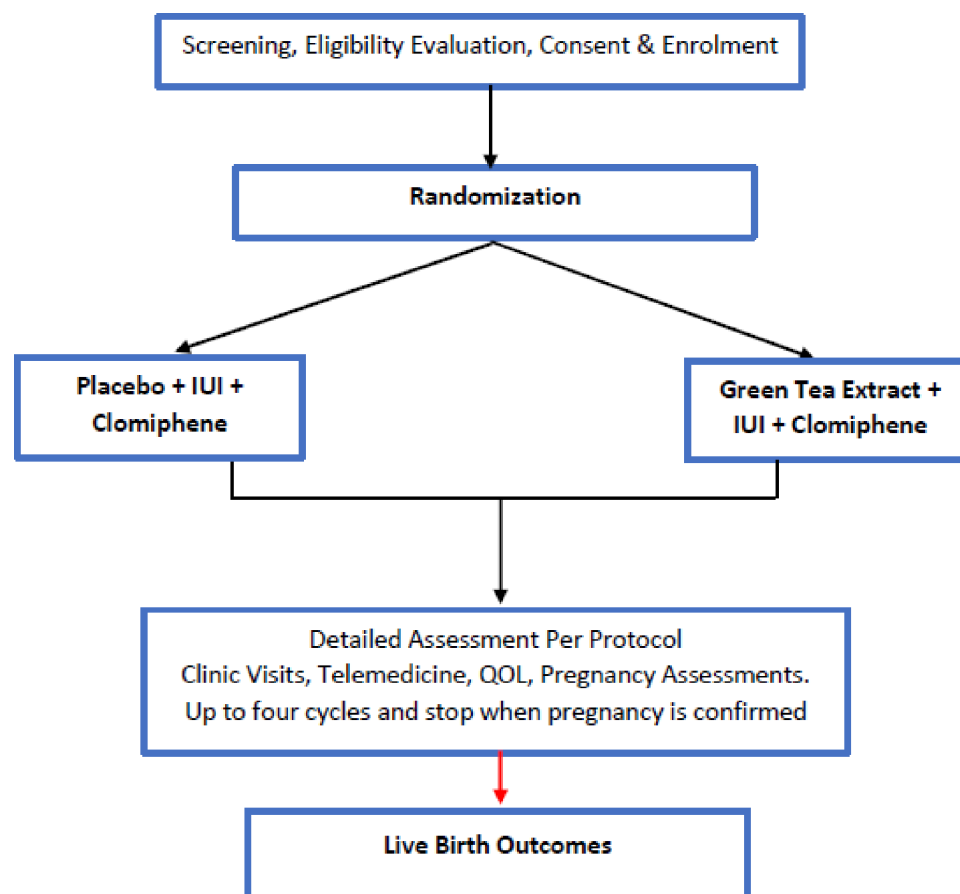 Screening, Eligibility Evaluation, Consent & Enrolment
Randomization
Placebo + IUI +
Clomiphene
Green Tea Extract +
IUI + Clomiphene
Detailed Assessment Per Protocol
Clinic Visits, Telemedicine, QOL, Pregnancy Assessments.
Up to four cycles and stop when pregnancy is confirmed
Live Birth Outcomes